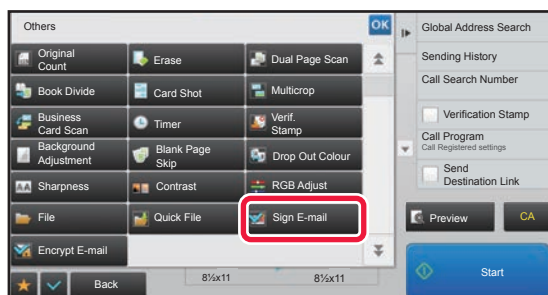 Others
OK
Original
Count
Erase
Dual Page Scan
Book Divide
Card Shot
Multicrop
Business
Card Scan
Timer
Verif.
Stamp
Background
Adjustment
Blank Page
Skip
Drop Out Colour
AA
Sharpness
Contrast
RGB Adjust
File
Quick File
Sign E-mail
Encrypt E-mail
Back
8½x11
8½x11
Global Address Search
Sending History
Call Search Number
Verification Stamp
Call Program
Call Registered settings
Send
Destination Link
Preview
CA
Start